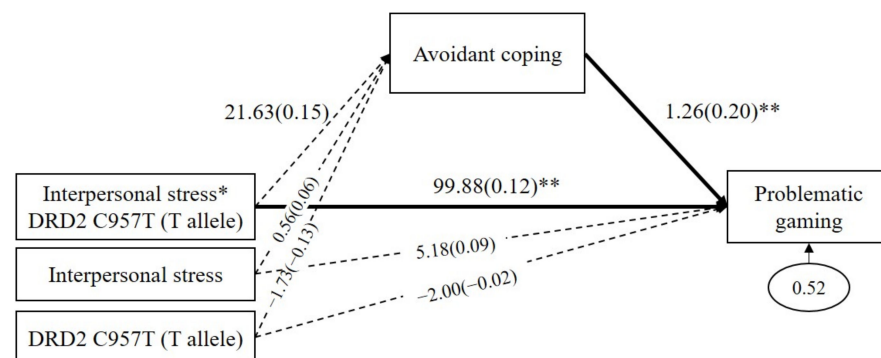 Avoidant coping
21.63(0.15)
1.26(0.20)**
Interpersonal stress*
DRD2 C957T (T allele)
99.88(0.12)**
Problematic
gaming
0.56(0.06)
Interpersonal stress
5.18(0.09)
−1.73(−0.13)
−2.00(−0.02)
0.52
DRD2 C957T (T allele)